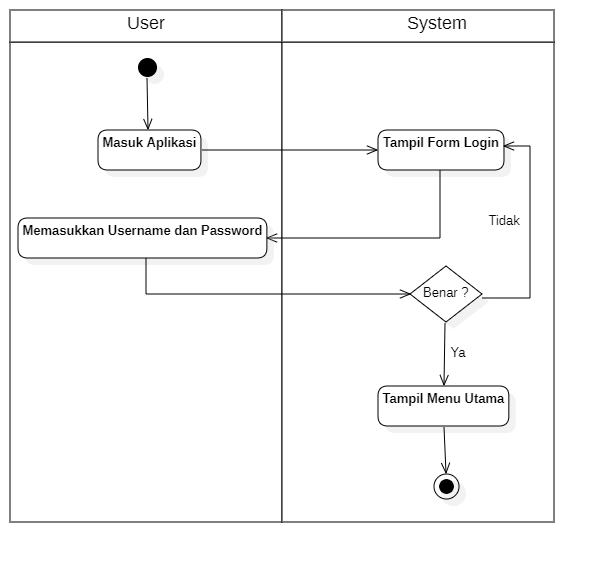 User
System
Masuk Aplikasi
Tampil Form Login
Tidak
Memasukkan Username dan Password
Benar ?
Ya
Tampil Menu Utama